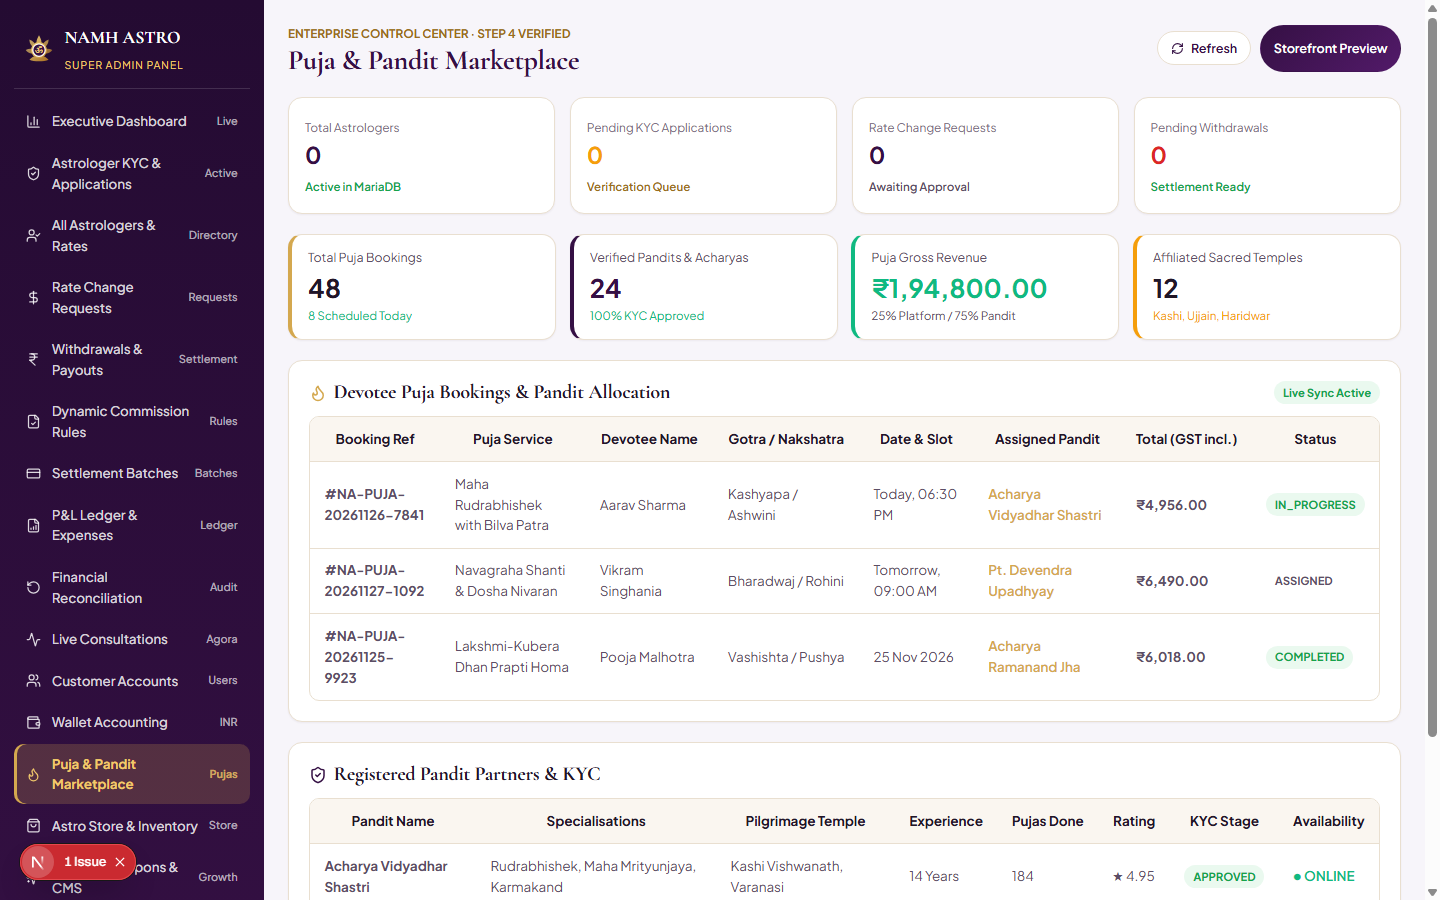 NAMH ASTRO
SUPER ADMIN PANEL
Executive Dashboard Live
Astrologer KYC &
Applications
Active
All Astrologers &
Rates
Directory
Rate Change
Requests
Requests
Withdrawals &
Payouts
Settlement
Dynamic Commission
Rules
Rules
Settlement Batches Batches
P&L Ledger &
Expenses
Ledger
Financial
Reconciliation
Audit
Live Consultations Agora
Customer Accounts Users
Wallet Accounting INR
Puja & Pandit
Marketplace
Pujas
Astro Store & Inventory Store
pons &
CMS
Growth
N 1 Issue ×
ENTERPRISE CONTROL CENTER · STEP 4 VERIFIED
Puja & Pandit Marketplace
Refresh
Storefront Preview
Total Astrologers
0
Active in MariaDB
Pending KYC Applications
0
Verification Queue
Rate Change Requests
0
Awaiting Approval
Pending Withdrawals
0
Settlement Ready
Total Puja Bookings
48
8 Scheduled Today
Verified Pandits & Acharyas
24
100% KYC Approved
Puja Gross Revenue
₹1,94,800.00
25% Platform / 75% Pandit
Affiliated Sacred Temples
12
Kashi, Ujjain, Haridwar
Devotee Puja Bookings & Pandit Allocation
Live Sync Active
Booking Ref Puja Service Devotee Name Gotra / Nakshatra Date & Slot Assigned Pandit Total (GST incl.) Status
#NA-PUJA-
20261126-7841
Maha
Rudrabhishek
with Bilva Patra
Aarav Sharma
Kashyapa /
Ashwini
Today, 06:30
PM
Acharya
Vidyadhar Shastri
₹4,956.00
IN_PROGRESS
#NA-PUJA-
20261127-1092
Navagraha Shanti
& Dosha Nivaran
Vikram
Singhania
Bharadwaj / Rohini
Tomorrow,
09:00 AM
Pt. Devendra
Upadhyay
₹6,490.00
ASSIGNED
#NA-PUJA-
20261125-
9923
Lakshmi-Kubera
Dhan Prapti Homa
Pooja Malhotra
Vashishta / Pushya
25 Nov 2026
Acharya
Ramanand Jha
₹6,018.00
COMPLETED
Registered Pandit Partners & KYC
Pandit Name Specialisations Pilgrimage Temple Experience Pujas Done Rating KYC Stage Availability
Acharya Vidyadhar
Shastri
Rudrabhishek, Maha Mrityunjaya,
Karmakand
Kashi Vishwanath,
Varanasi
14 Years
184
★ 4.95
APPROVED
● ONLINE